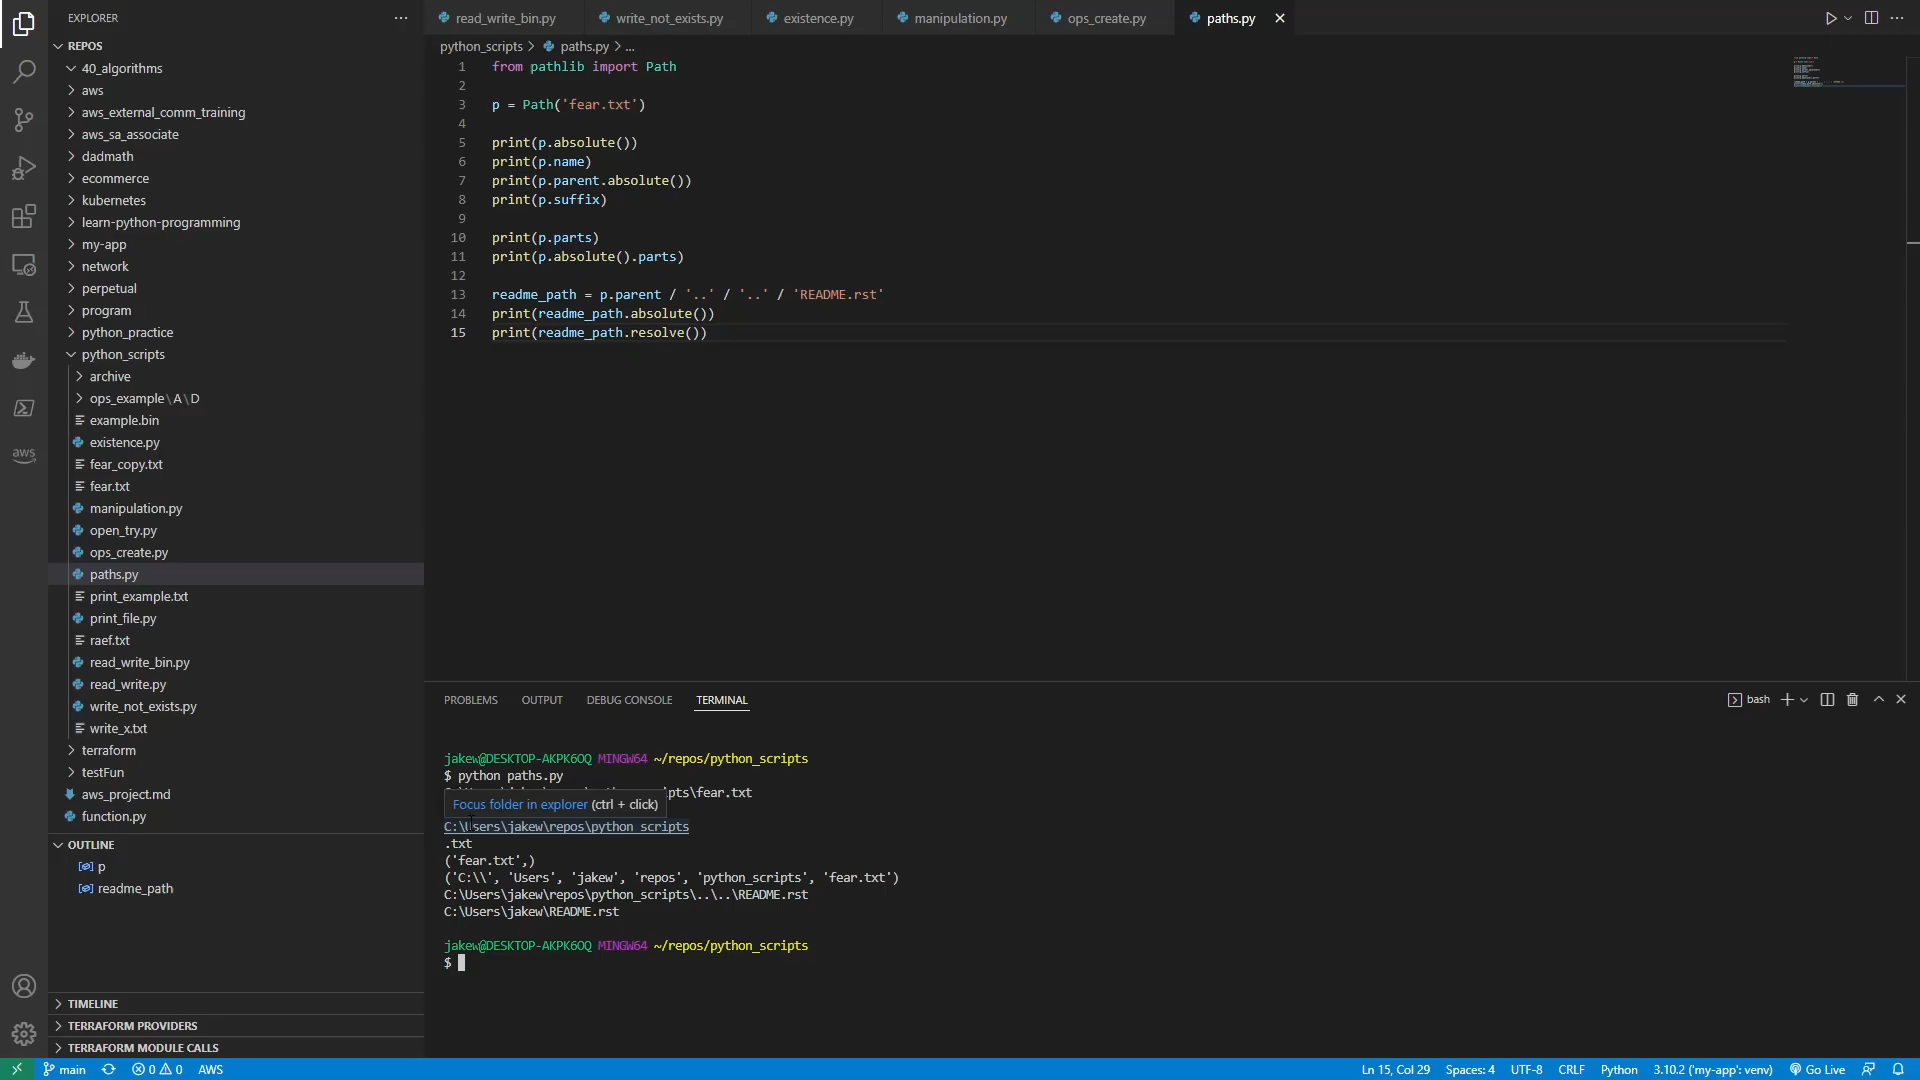 EXPLORER
REPOS
40_algorithms
aws
aws_external_comm_training
aws_sa_associate
dadmath
ecommerce
kubernetes
learn-python-programming
my-app
network
perpetual
program
python_practice
python_scripts
archive
ops_example\A\D
example.bin
existence.py
fear_copy.txt
fear.txt
manipulation.py
open_try.py
ops_create.py
paths.py
print_example.txt
print_file.py
raef.txt
read_write_bin.py
read_write.py
write_not_exists.py
write_x.txt
terraform
testFun
aws_project.md
function.py
OUTLINE
p
readme_path
TIMELINE
TERRAFORM PROVIDERS
TERRAFORM MODULE CALLS
aws
read_write_bin.py write_not_exists.py existence.py manipulation.py ops_create.py paths.py
python_scripts > paths.py > ...
1 from pathlib import Path
2
3 p = Path('fear.txt')
4
5 print(p.absolute())
6 print(p.name)
7 print(p.parent.absolute())
8 print(p.suffix)
9
10 print(p.parts)
11 print(p.absolute().parts)
12
13 readme_path = p.parent / '..' / '..' / 'README.rst'
14 print(readme_path.absolute())
15 print(readme_path.resolve())
PROBLEMS OUTPUT DEBUG CONSOLE TERMINAL
bash
jakew@DESKTOP-AKPK6OQ MINGW64 ~/repos/python_scripts
$ python paths.py
ipts\fear.txt
Focus folder in explorer (ctrl + click)
C:\Users\jakew\repos\python_scripts
.txt
('fear.txt',)
('C:\\', 'Users', 'jakew', 'repos', 'python_scripts', 'fear.txt')
C:\Users\jakew\repos\python_scripts\..\..\README.rst
C:\Users\jakew\README.rst
jakew@DESKTOP-AKPK6OQ MINGW64 ~/repos/python_scripts
$
main 0 0 AWS
Ln 15, Col 29 Spaces: 4 UTF-8 CRLF Python 3.10.2 ('my-app': venv) Go Live